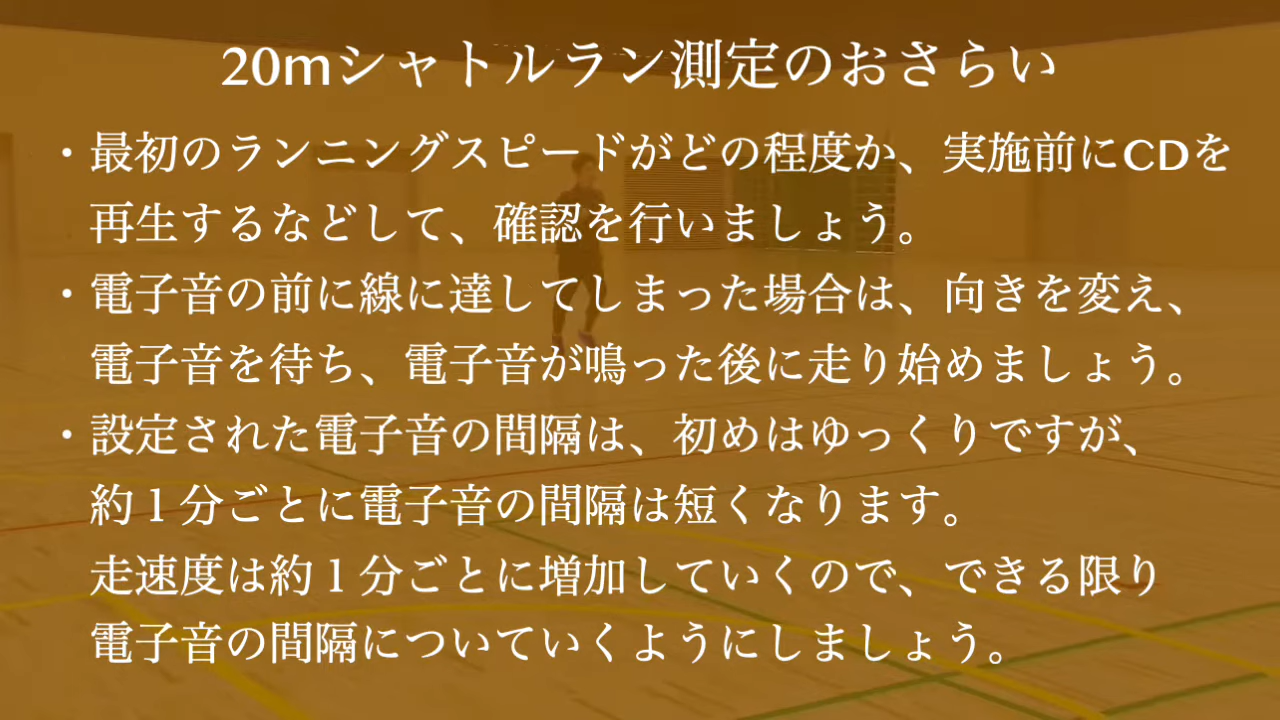 20mシャトルラン測定のおさらい
・最初のランニングスピードがどの程度か、実施前にCDを
再生するなどして、確認を行いましょう。
・電子音の前に線に達してしまった場合は、向きを変え、
電子音を待ち、電子音が鳴った後に走り始めましょう。
・設定された電子音の間隔は、初めはゆっくりですが、
約１分ごとに電子音の間隔は短くなります。
走速度は約１分ごとに増加していくので、できる限り
電子音の間隔についていくようにしましょう。